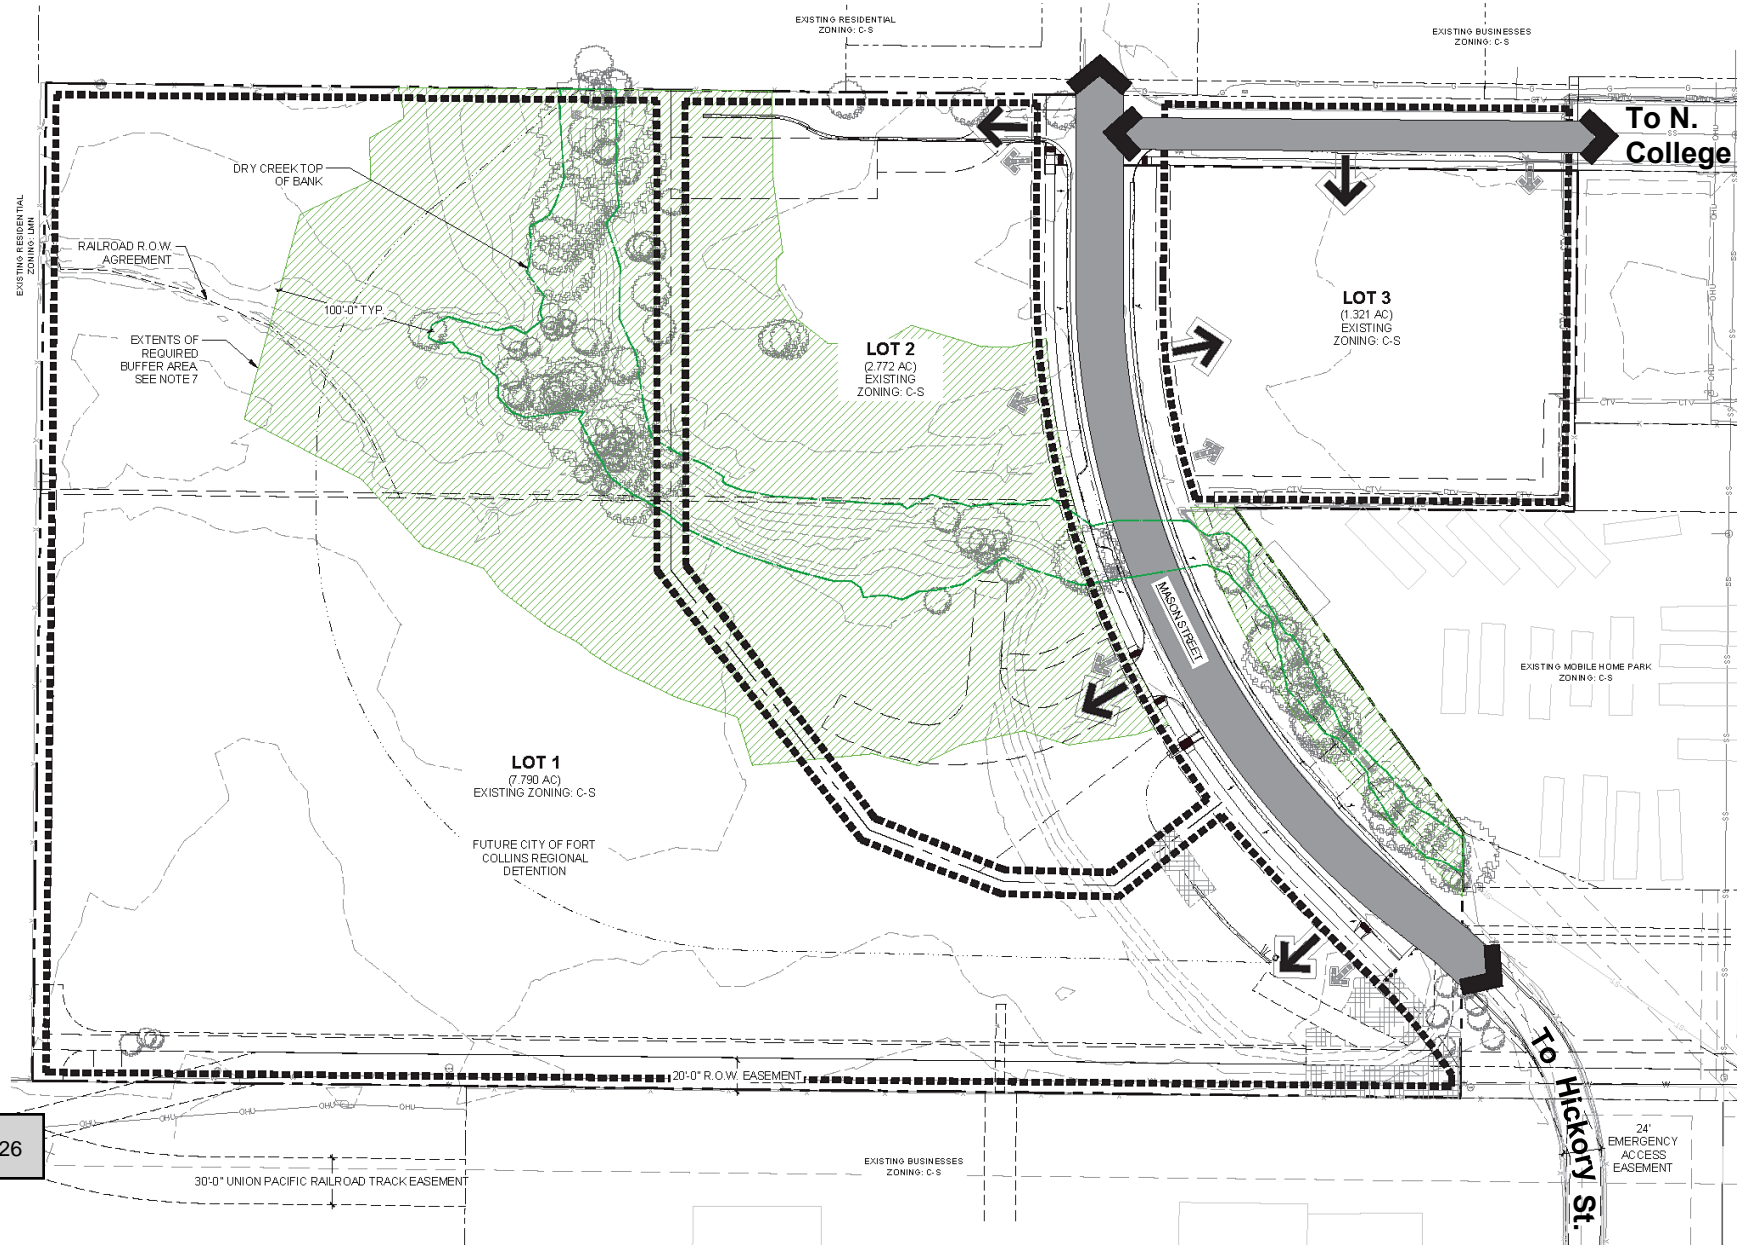 EXISTING RESIDENTIAL
ZONING: C-S
EXISTING BUSINESSES
ZONING: C-S
To N.
College
DRY CREEK TOP
OF BANK
EXISTING RESIDENTIAL
ZONING: LMN
RAILROAD R.O.W.
AGREEMENT
100'-0" TYP.
EXTENTS OF
REQUIRED
BUFFER AREA
SEE NOTE 7
LOT 2
(2.772 AC)
EXISTING
ZONING: C-S
LOT 3
(1.321 AC)
EXISTING
ZONING: C-S
MASON STREET
EXISTING MOBILE HOME PARK
ZONING: C-S
LOT 1
(7.790 AC)
EXISTING ZONING: C-S
FUTURE CITY OF FORT
COLLINS REGIONAL
DETENTION
20'-0" R.O.W. EASEMENT
To Hickory St.
26
OHU
OHU
OHU
OHU
30'-0" UNION PACIFIC RAILROAD TRACK EASEMENT
EXISTING BUSINESSES
ZONING: C-S
24'
EMERGENCY
ACCESS
EASEMENT